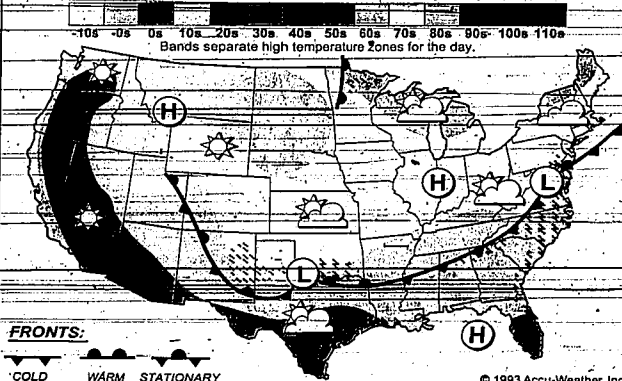 -10s -0s 0s 10s 20s 30s 50s 60s 70s 80s 90s 100s 110s
Bands separate high temperature zones for the day.
H
H
L
L
H
FRONTS:
COLD WARM STATIONARY
© 1993 Accu-Weather, Inc.